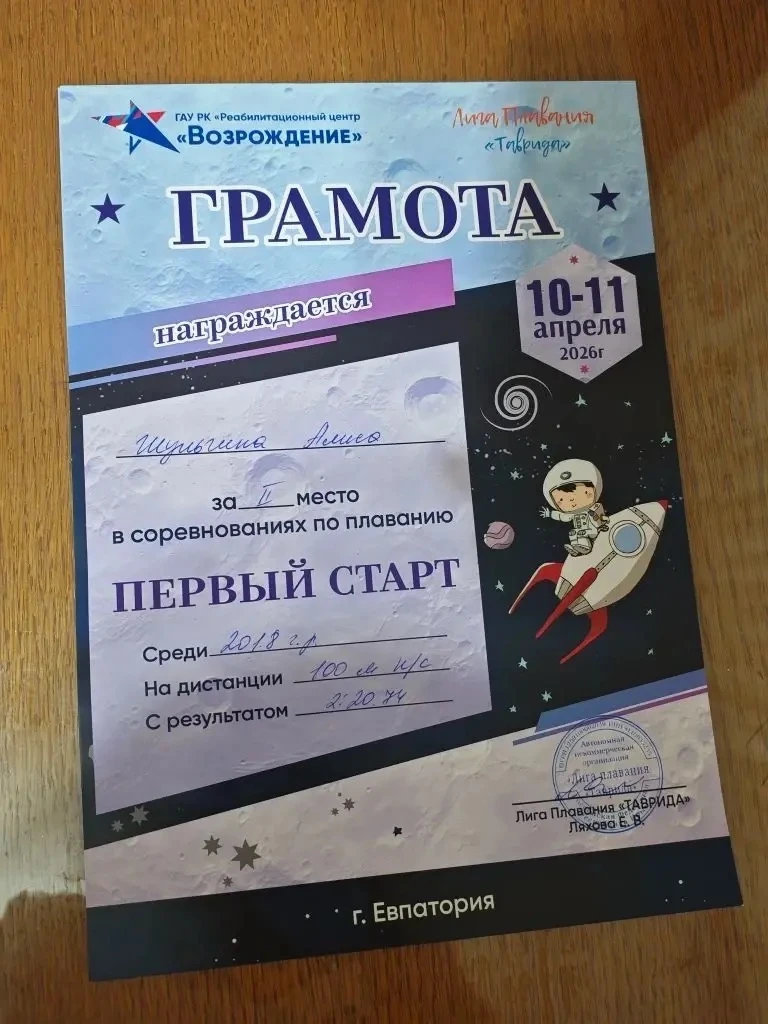 ГАУ РК «Реабилитационный центр
«ВОЗРОЖДЕНИЕ»
Лига Плавания
«Таврида»
ГРАМОТА
10-11
апреля
2026г
награждается
Шульгина Алиса
за II место
в соревнованиях по плаванию
ПЕРВЫЙ СТАРТ
Среди 2018 г.р
На дистанции 100 м н/с
С результатом 2:20.74
Автономная
некоммерческая
организация
«Лига плавания
«Таврида»
Лига Плавания «ТАВРИДА»
Ляхова Е. В.
г. Евпатория